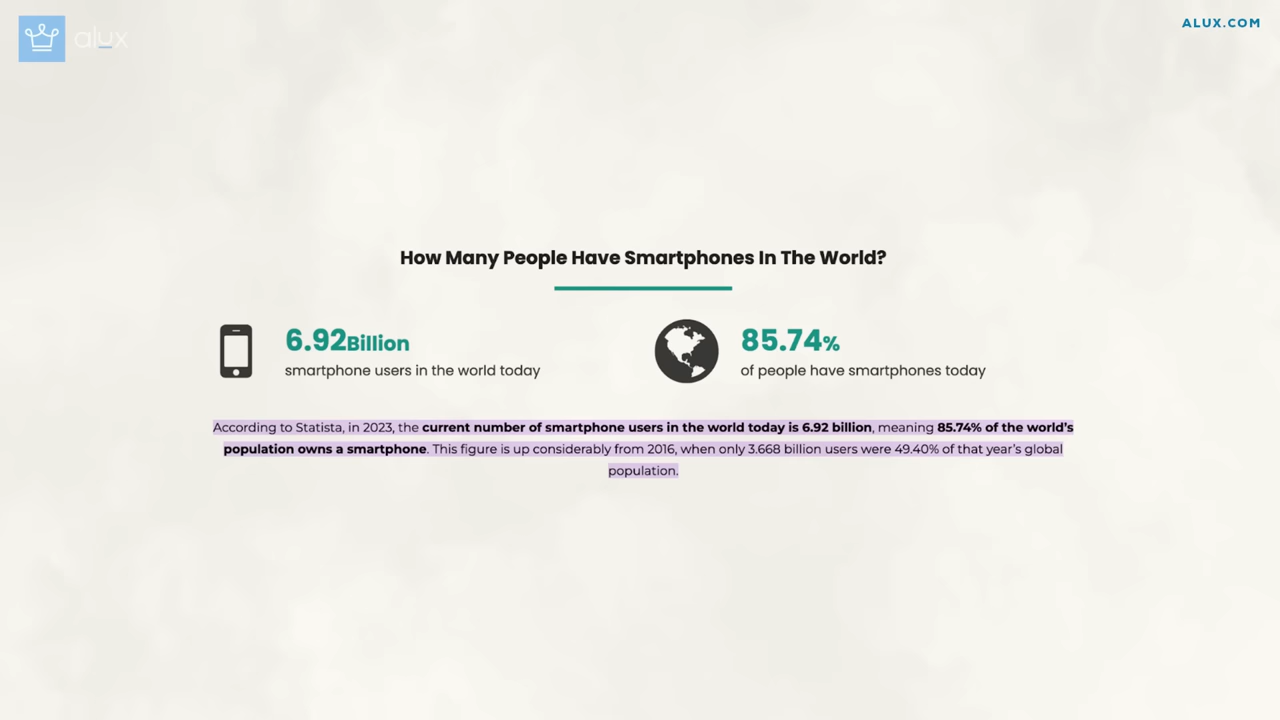 alux
ALUX.COM
How Many People Have Smartphones In The World?
6.92Billion
smartphone users in the world today
85.74%
of people have smartphones today
According to Statista, in 2023, the current number of smartphone users in the world today is 6.92 billion, meaning 85.74% of the world's
population owns a smartphone. This figure is up considerably from 2016, when only 3.668 billion users were 49.40% of that year's global
population.